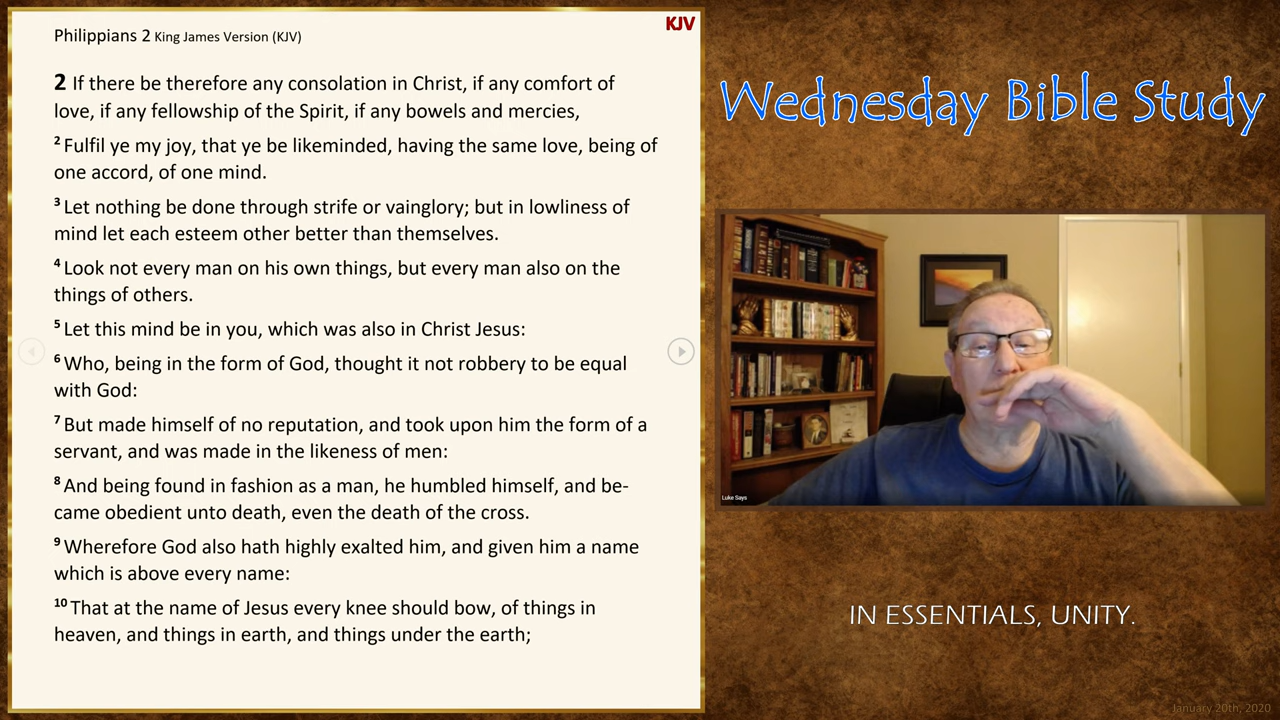 Philippians 2 King James Version (KJV)
KJV
2 If there be therefore any consolation in Christ, if any comfort of
love, if any fellowship of the Spirit, if any bowels and mercies,
2 Fulfil ye my joy, that ye be likeminded, having the same love, being of
one accord, of one mind.
3 Let nothing be done through strife or vainglory; but in lowliness of
mind let each esteem other better than themselves.
4 Look not every man on his own things, but every man also on the
things of others.
5 Let this mind be in you, which was also in Christ Jesus:
6 Who, being in the form of God, thought it not robbery to be equal
with God:
7 But made himself of no reputation, and took upon him the form of a
servant, and was made in the likeness of men:
8 And being found in fashion as a man, he humbled himself, and be-
came obedient unto death, even the death of the cross.
9 Wherefore God also hath highly exalted him, and given him a name
which is above every name:
10 That at the name of Jesus every knee should bow, of things in
heaven, and things in earth, and things under the earth;
Wednesday Bible Study
Luke Says
IN ESSENTIALS, UNITY.
January 20th, 2020